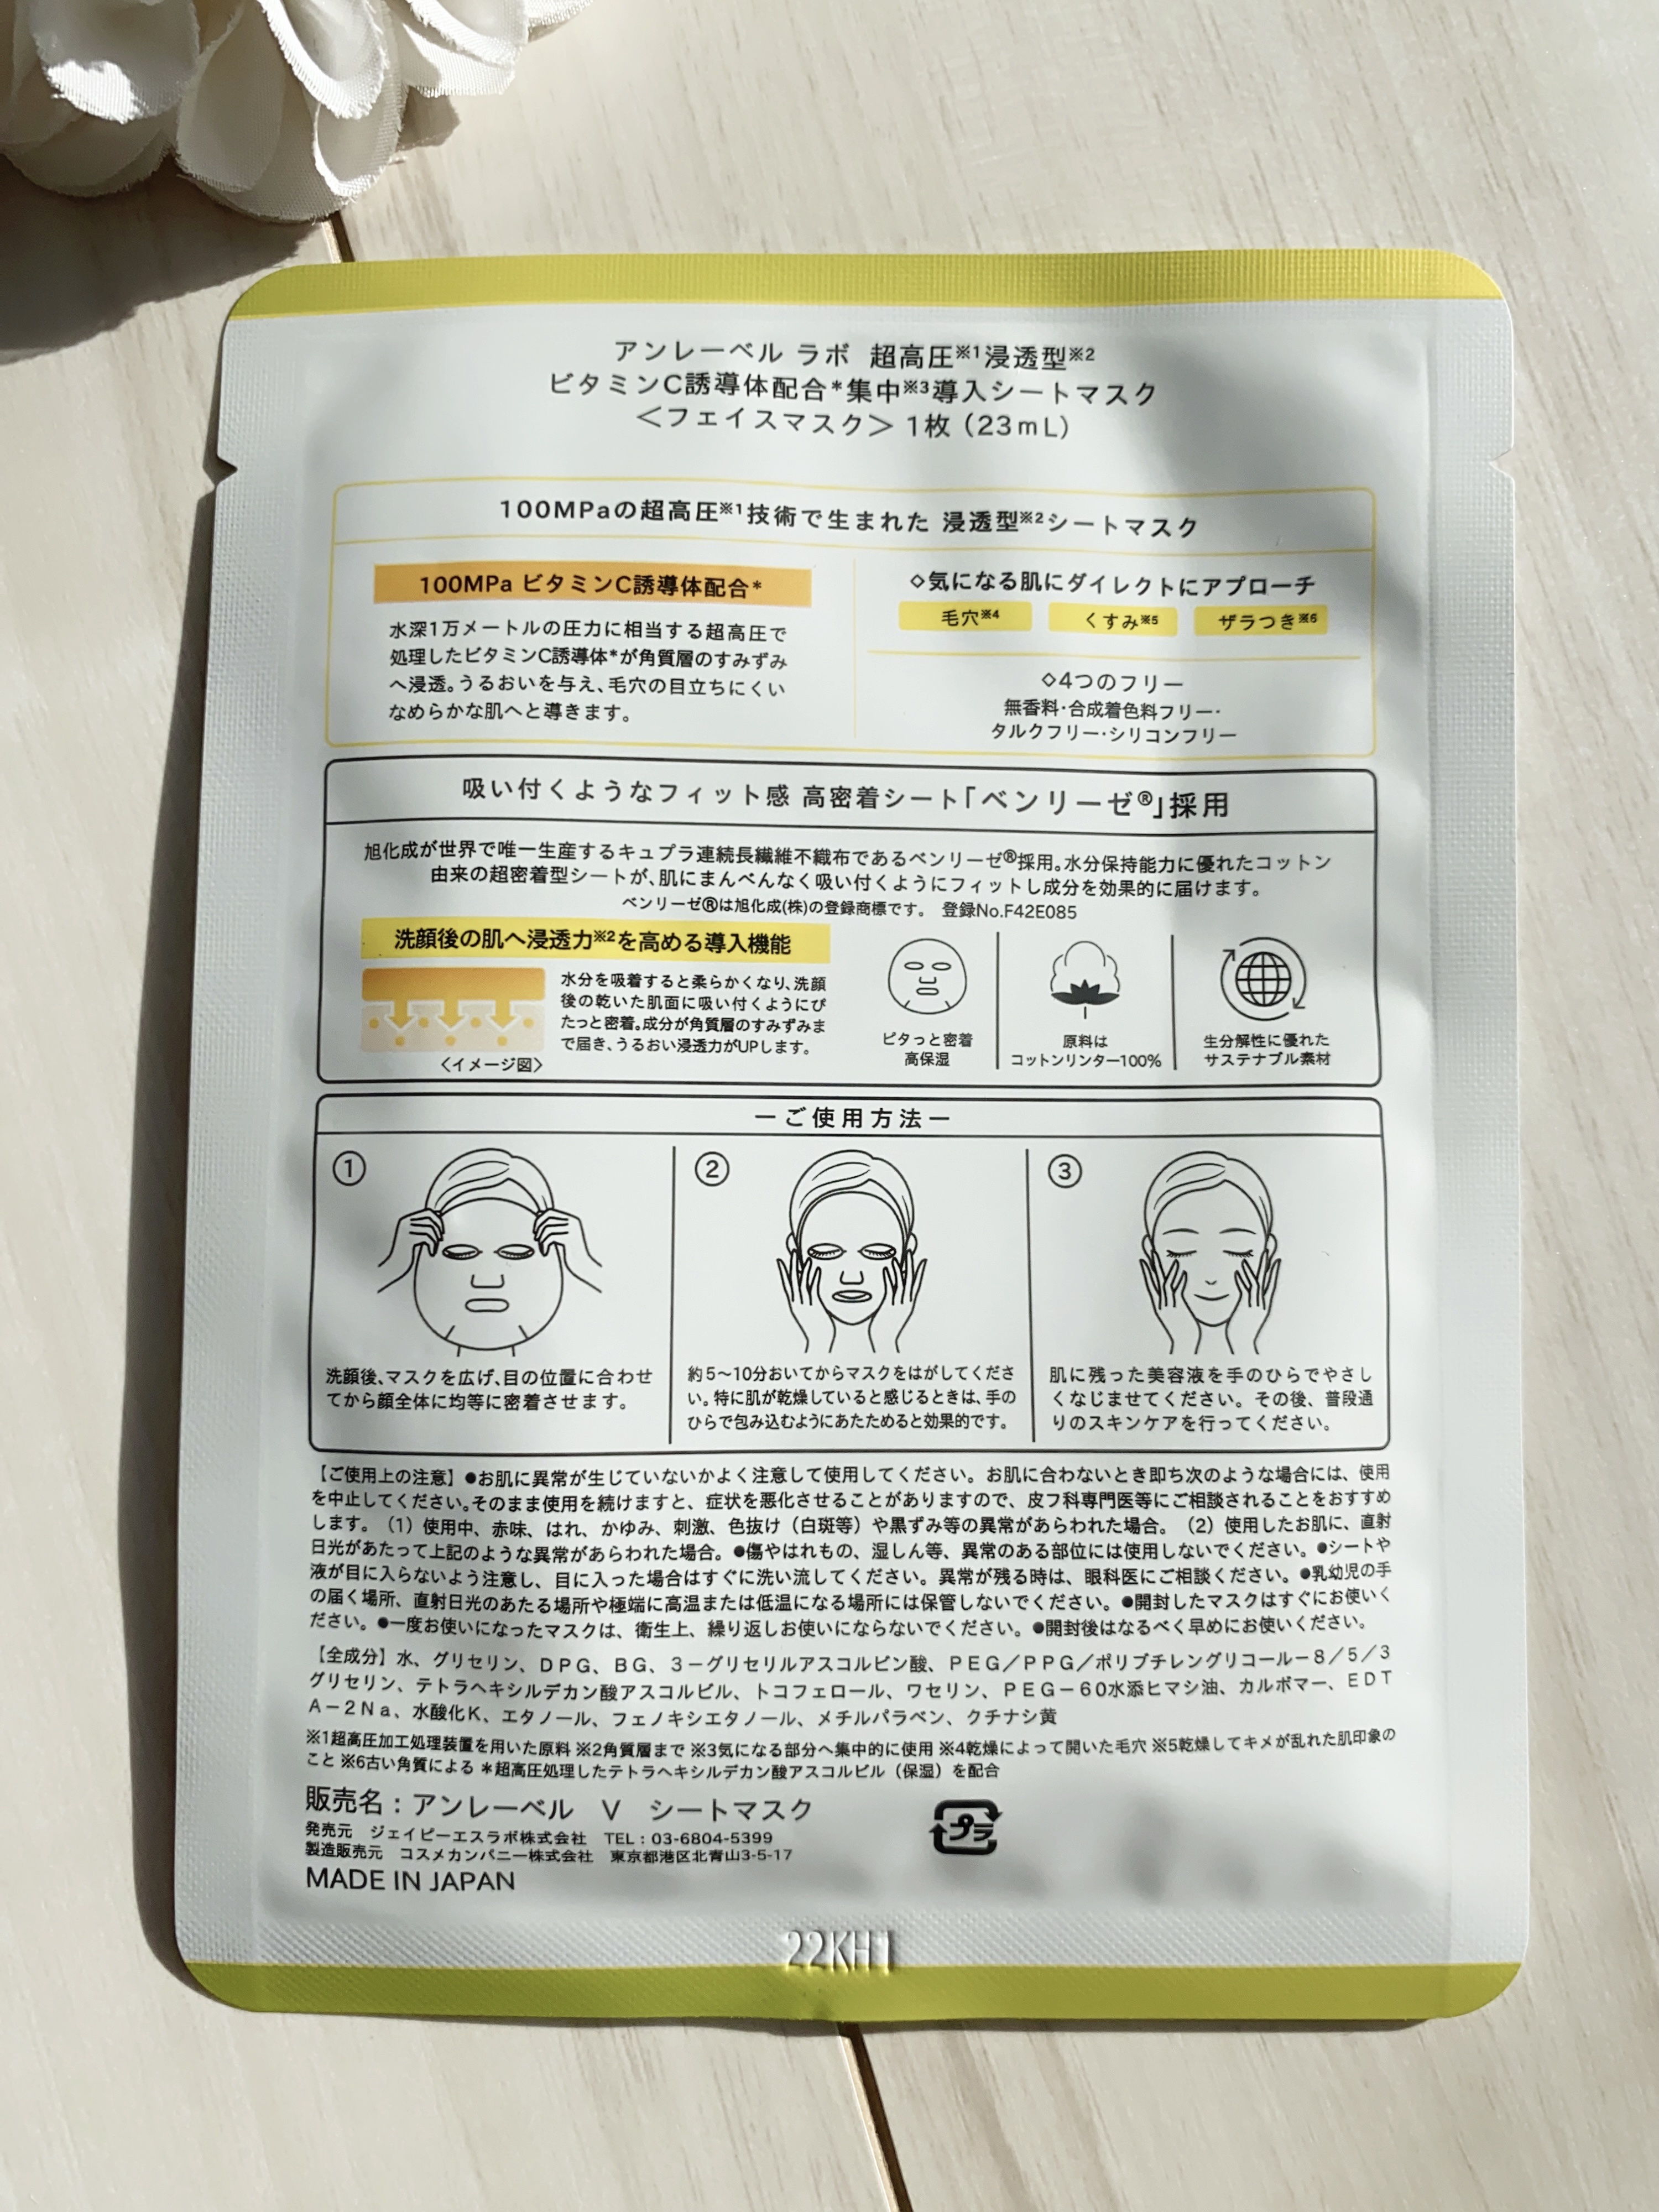 アンレーベル ラボ 超高圧※1浸透型※2
ビタミンC誘導体配合*集中※3導入シートマスク
＜フェイスマスク＞ 1枚（23mL）
100MPaの超高圧※1技術で生まれた 浸透型※2シートマスク
100MPa ビタミンC誘導体配合*
水深1万メートルの圧力に相当する超高圧で
処理したビタミンC誘導体*が角質層のすみずみ
へ浸透。うるおいを与え、毛穴の目立ちにくい
なめらかな肌へと導きます。
◇気になる肌にダイレクトにアプローチ
毛穴※4 くすみ※5 ザラつき※6
◇4つのフリー
無香料・合成着色料フリー・
タルクフリー・シリコンフリー
吸い付くようなフィット感 高密着シート「ベンリーゼ®」採用
旭化成が世界で唯一生産するキュプラ連続長繊維不織布であるベンリーゼ®採用。水分保持能力に優れたコットン
由来の超密着型シートが、肌にまんべんなく吸い付くようにフィットし成分を効果的に届けます。
ベンリーゼ®は旭化成(株)の登録商標です。 登録No.F42E085
洗顔後の肌へ浸透力※2を高める導入機能
水分を吸着すると柔らかくなり、洗顔
後の乾いた肌面に吸い付くようにぴ
たっと密着。成分が角質層のすみずみま
で届き、うるおい浸透力がUPします。
〈イメージ図〉
ピタっと密着
高保湿
原料は
コットンリンター100%
生分解性に優れた
サステナブル素材
ーご使用方法ー
①
洗顔後、マスクを広げ、目の位置に合わせ
てから顔全体に均等に密着させます。
②
約5〜10分おいてからマスクをはがしてくださ
い。特に肌が乾燥していると感じるときは、手の
ひらで包み込むようにあたためると効果的です。
③
肌に残った美容液を手のひらでやさし
くなじませてください。その後、普段通
りのスキンケアを行ってください。
【ご使用上の注意】●お肌に異常が生じていないかよく注意して使用してください。お肌に合わないとき即ち次のような場合には、使用
を中止してください。そのまま使用を続けますと、症状を悪化させることがありますので、皮フ科専門医等にご相談されることをおすすめ
します。（1）使用中、赤味、はれ、かゆみ、刺激、色抜け（白斑等）や黒ずみ等の異常があらわれた場合。（2）使用したお肌に、直射
日光があたって上記のような異常があらわれた場合。●傷やはれもの、湿しん等、異常のある部位には使用しないでください。●シートや
液が目に入らないよう注意し、目に入った場合はすぐに洗い流してください。異常が残る時は、眼科医にご相談ください。●乳幼児の手
の届く場所、直射日光のあたる場所や極端に高温または低温になる場所には保管しないでください。●開封したマスクはすぐにお使いく
ださい。●一度お使いになったマスクは、衛生上、繰り返しお使いにならないでください。●開封後はなるべく早めにお使いください。
【全成分】水、グリセリン、DPG、BG、3－グリセリルアスコルビン酸、PEG／PPG／ポリブチレングリコール－8／5／3
グリセリン、テトラヘキシルデカン酸アスコルビル、トコフェロール、ワセリン、PEG－60水添ヒマシ油、カルボマー、EDT
A－2Na、水酸化K、エタノール、フェノキシエタノール、メチルパラベン、クチナシ黄
※1超高圧加工処理装置を用いた原料 ※2角質層まで ※3気になる部分へ集中的に使用 ※4乾燥によって開いた毛穴 ※5乾燥してキメが乱れた肌印象の
こと ※6古い角質による *超高圧処理したテトラヘキシルデカン酸アスコルビル（保湿）を配合
販売名：アンレーベル V シートマスク
発売元 ジェイピーエスラボ株式会社 TEL：03-6804-5399
製造販売元 コスメカンパニー株式会社 東京都港区北青山3-5-17
MADE IN JAPAN
プラ
22KH1